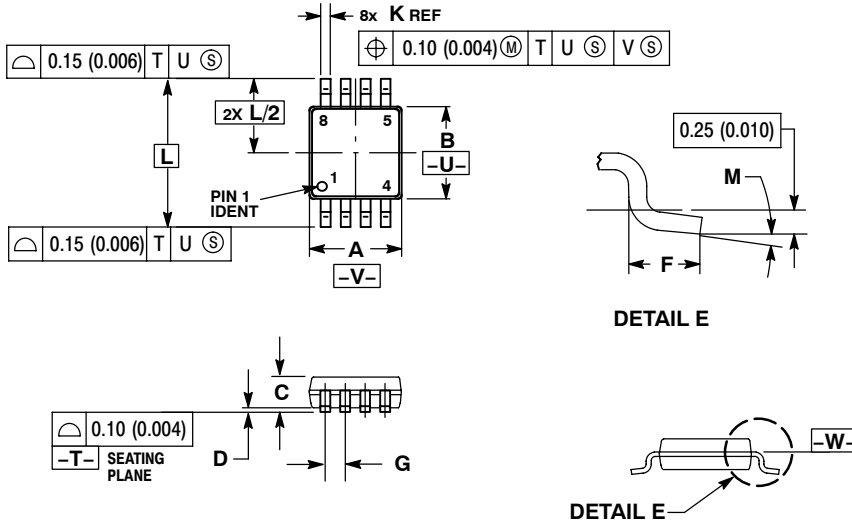 8x K REF
⌖ 0.10 (0.004) Ⓜ T U Ⓢ V Ⓢ
⌓ 0.15 (0.006) T U Ⓢ
2X L/2
8 5
B
–U–
L
0.25 (0.010)
M
PIN 1
IDENT
1 4
⌓ 0.15 (0.006) T U Ⓢ
A
–V–
F
DETAIL E
C
⌓ 0.10 (0.004)
–T– SEATING
PLANE
D
G
–W–
DETAIL E